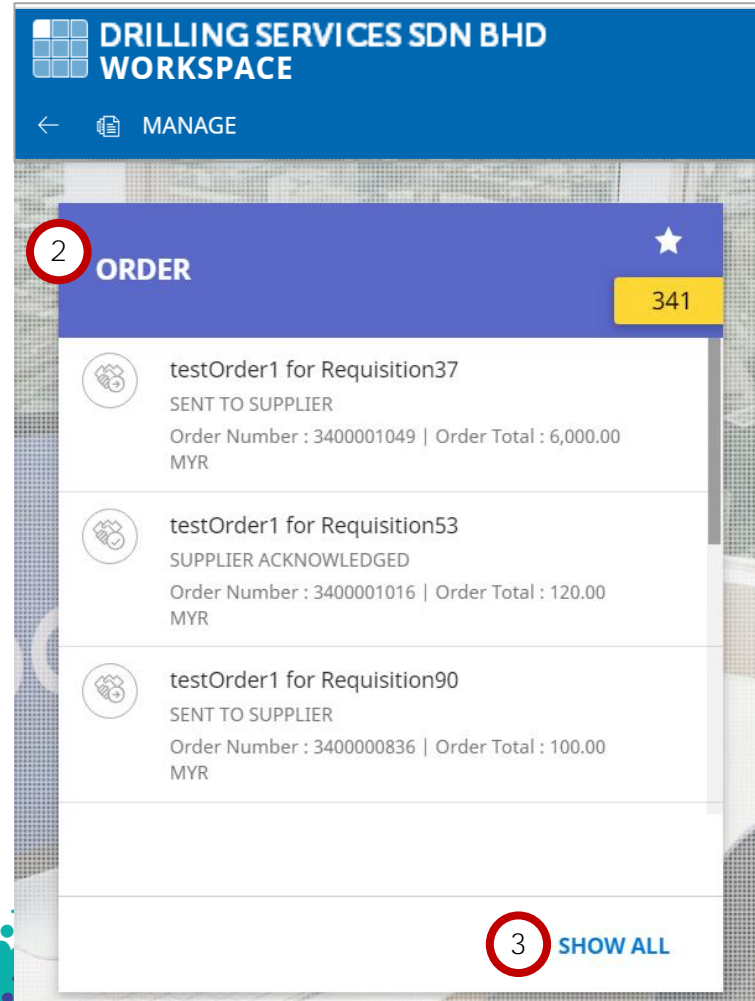 DRILLING SERVICES SDN BHD
WORKSPACE
MANAGE
2
ORDER
341
testOrder1 for Requisition37
SENT TO SUPPLIER
Order Number : 3400001049 | Order Total : 6,000.00
MYR
testOrder1 for Requisition53
SUPPLIER ACKNOWLEDGED
Order Number : 3400001016 | Order Total : 120.00
MYR
testOrder1 for Requisition90
SENT TO SUPPLIER
Order Number : 3400000836 | Order Total : 100.00
MYR
3 SHOW ALL